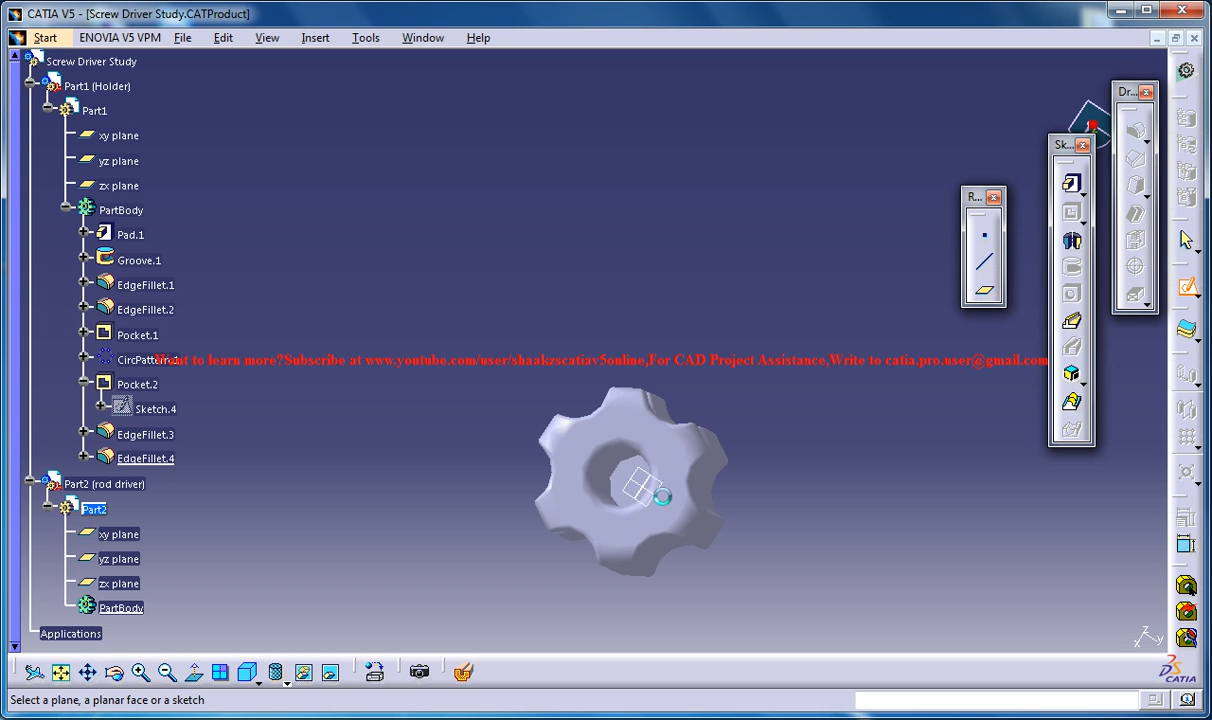 CATIA V5 - [Screw Driver Study.CATProduct]
Start ENOVIA V5 VPM File Edit View Insert Tools Window Help
Screw Driver Study
Part1 (Holder)
Part1
xy plane
yz plane
zx plane
PartBody
Pad.1
Groove.1
EdgeFillet.1
EdgeFillet.2
Pocket.1
CircPattern.1
Want to learn more?Subscribe at www.youtube.com/user/shaakzscatiav5online,For CAD Project Assistance,Write to catia.pro.user@gmail.com
Pocket.2
Sketch.4
EdgeFillet.3
EdgeFillet.4
Part2 (rod driver)
Part2
xy plane
yz plane
zx plane
PartBody
Applications
Dr...
Sk...
R...
z
x y
CATIA
Select a plane, a planar face or a sketch